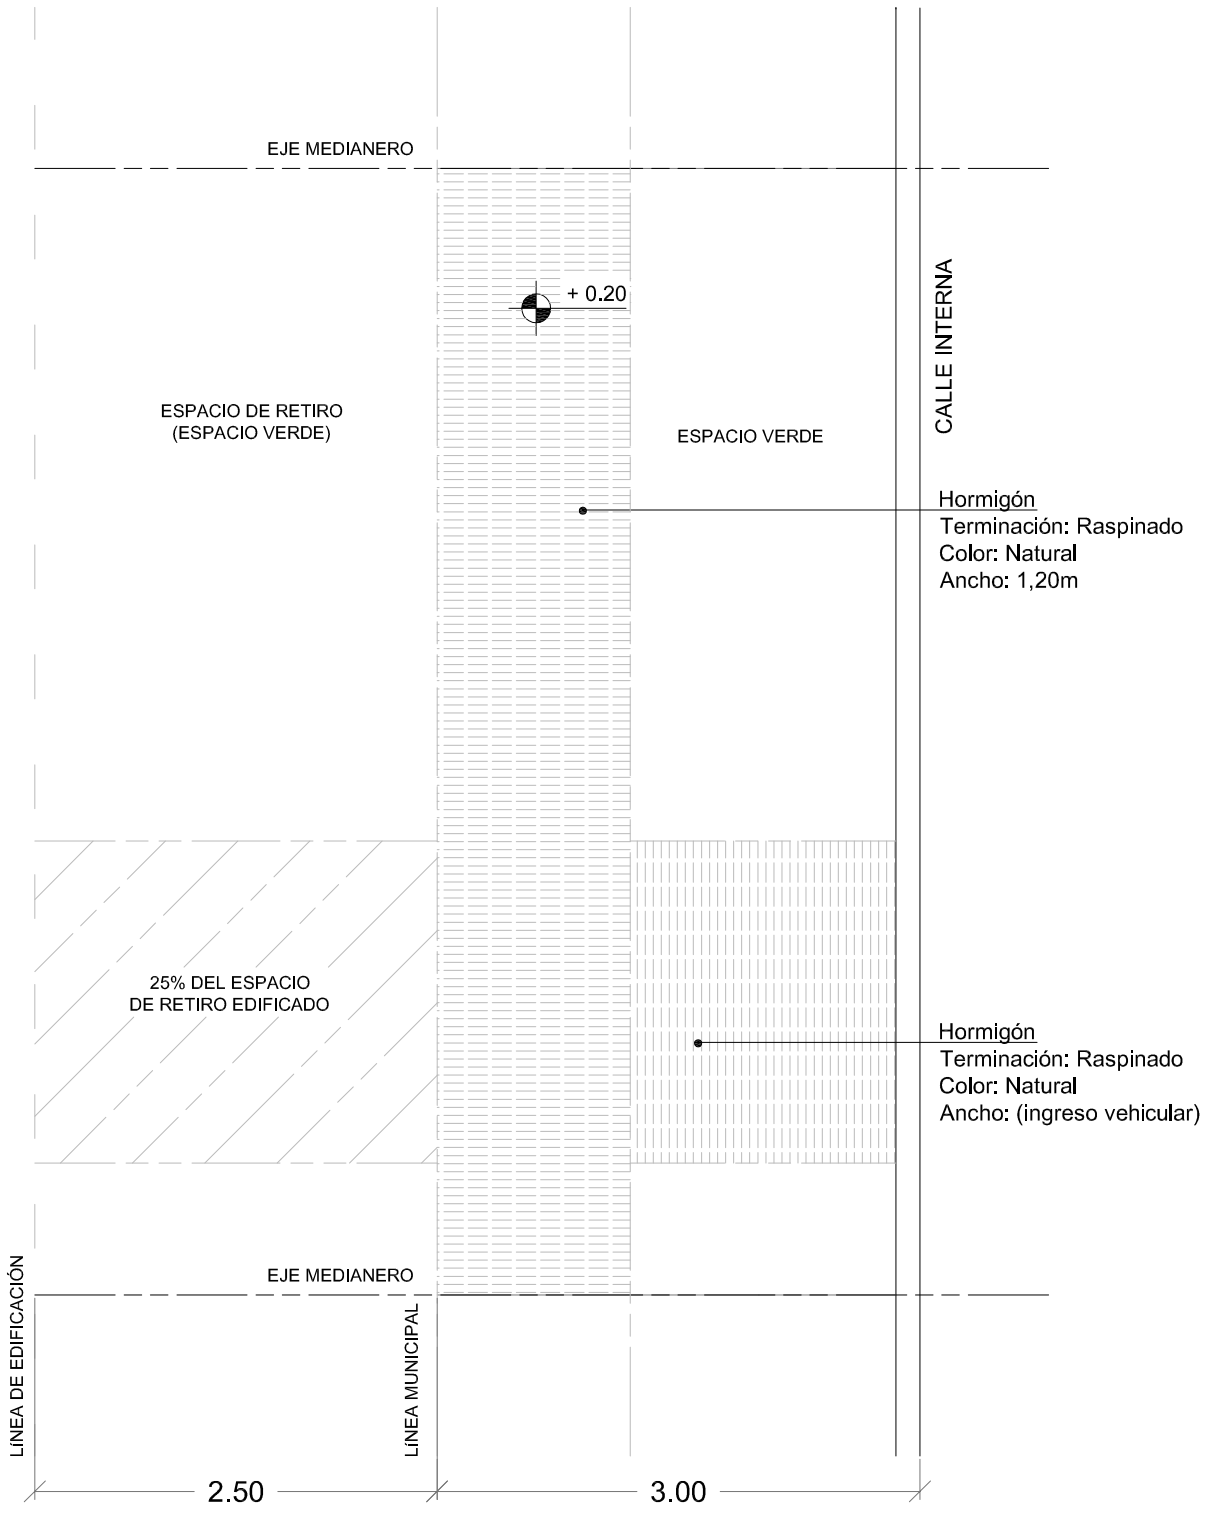 EJE MEDIANERO
+ 0.20
CALLE INTERNA
ESPACIO DE RETIRO
(ESPACIO VERDE)
ESPACIO VERDE
Hormigón
Terminación: Raspinado
Color: Natural
Ancho: 1,20m
25% DEL ESPACIO
DE RETIRO EDIFICADO
Hormigón
Terminación: Raspinado
Color: Natural
Ancho: (ingreso vehicular)
EJE MEDIANERO
LíNEA DE EDIFICACIÓN
LíNEA MUNICIPAL
2.50
3.00